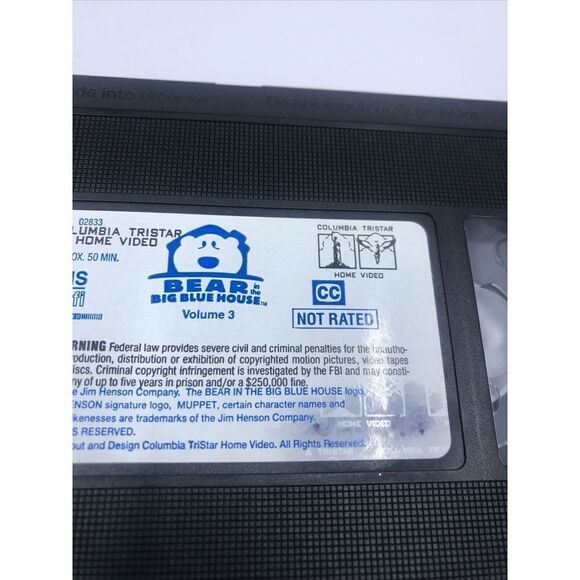 02833
LUMBIA TRISTAR
HOME VIDEO
OX. 50 MIN.
BEAR
in the
BIG BLUE HOUSE™
Volume 3
COLUMBIA TRISTAR
HOME VIDEO
CC
NOT RATED
RNING Federal law provides severe civil and criminal penalties for the unautho-
roduction, distribution or exhibition of copyrighted motion pictures, video tapes
iscs. Criminal copyright infringement is investigated by the FBI and may consti-
ny of up to five years in prison and/or a $250,000 fine.
e Jim Henson Company. The BEAR IN THE BIG BLUE HOUSE logo,
ENSON signature logo, MUPPET, certain character names and
ikenesses are trademarks of the Jim Henson Company.
S RESERVED.
out and Design Columbia TriStar Home Video. All Rights Reserved.
HOME VIDEO